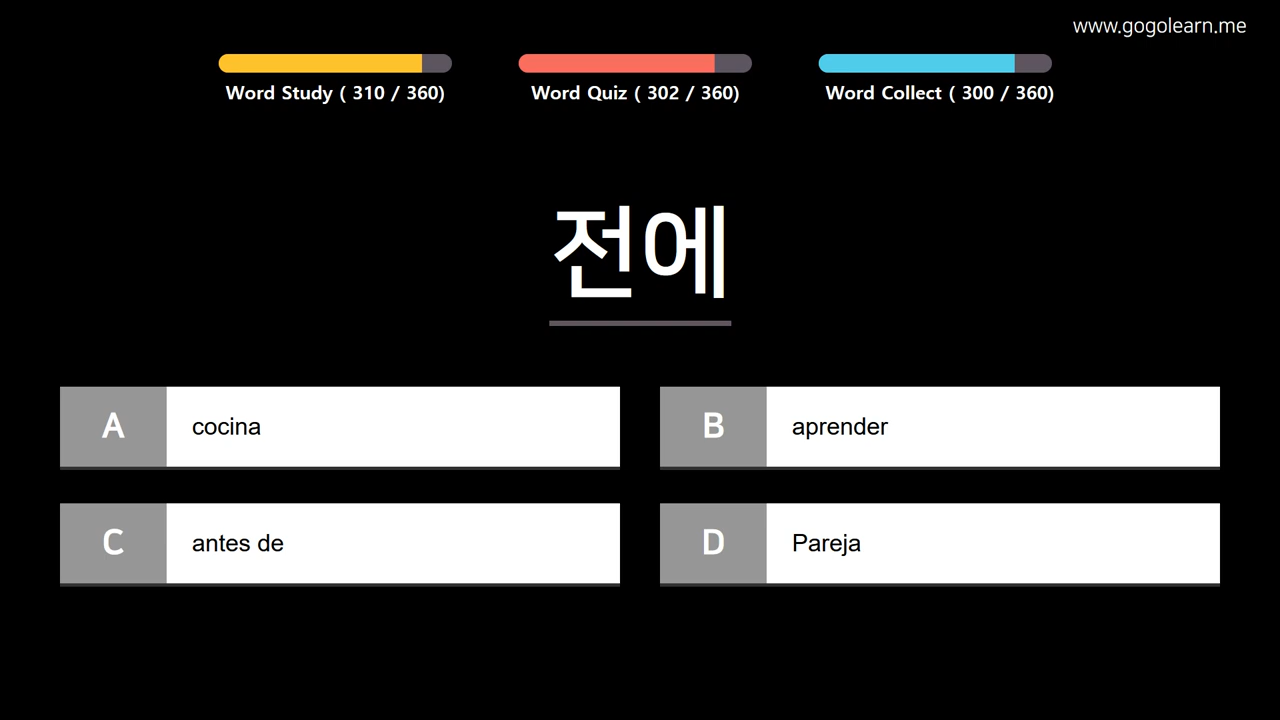 www.gogolearn.me
Word Study ( 310 / 360)
Word Quiz ( 302 / 360)
Word Collect ( 300 / 360)
전에
A cocina
B aprender
C antes de
D Pareja